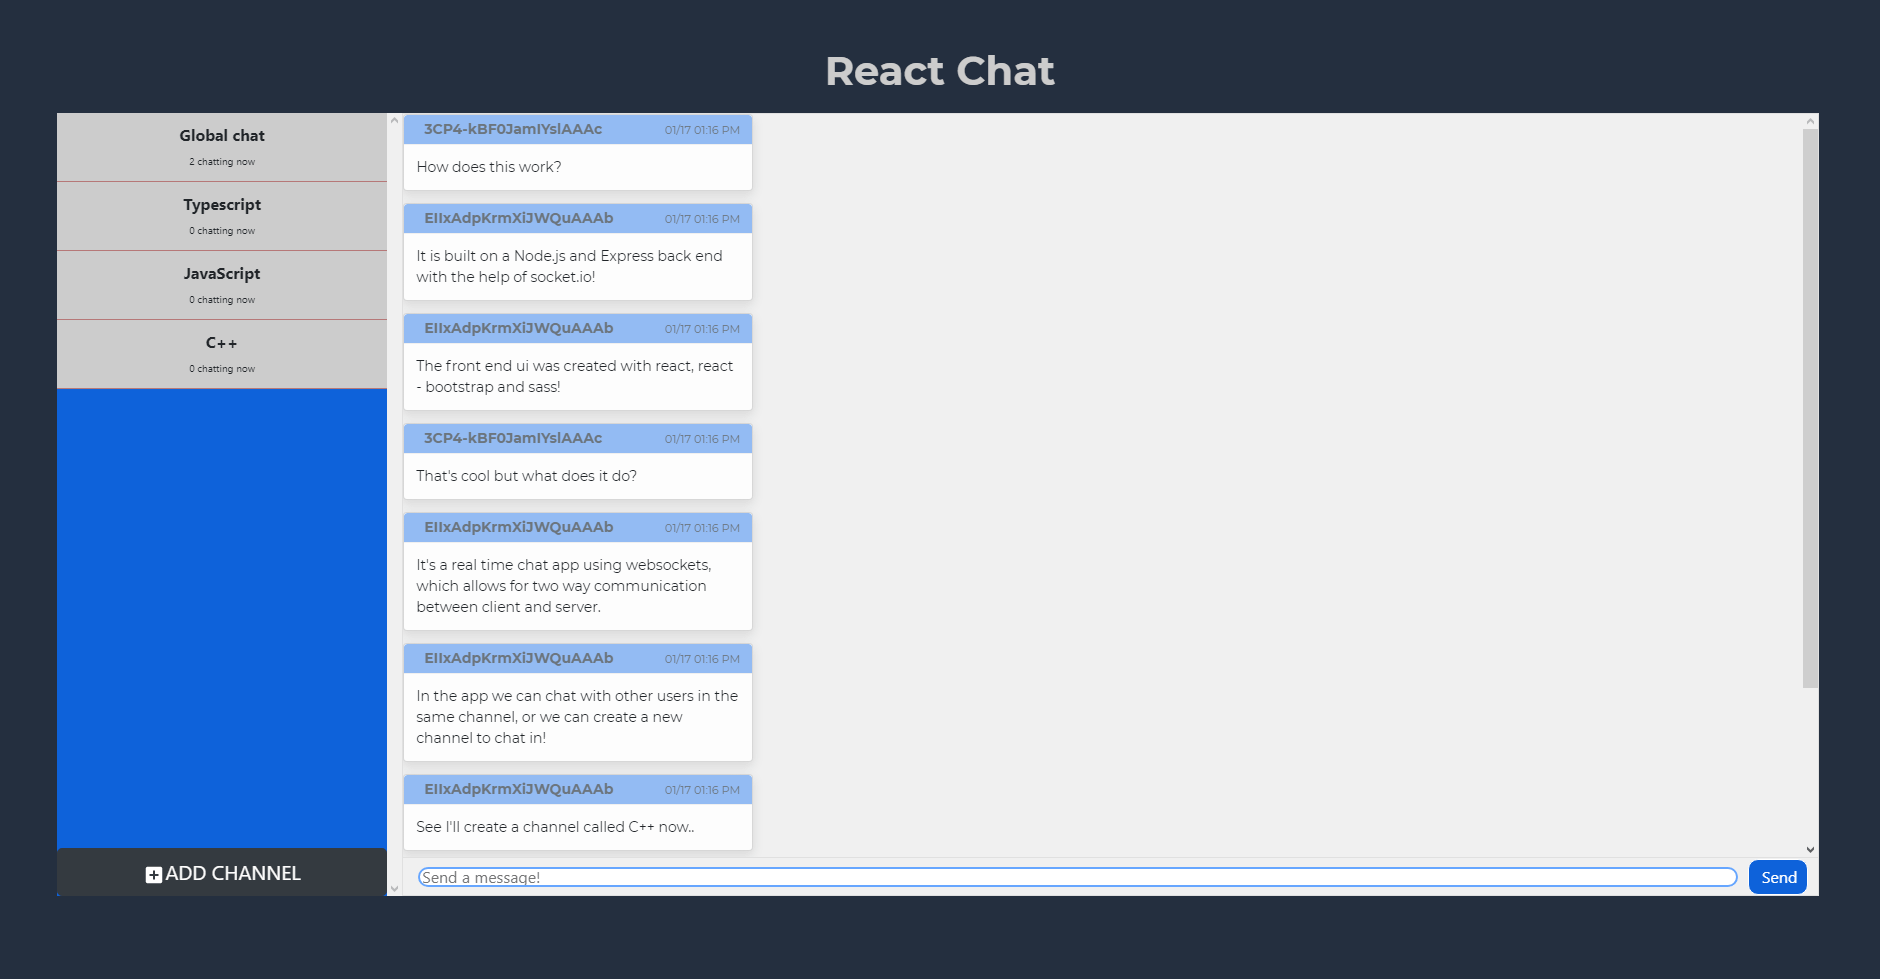 React Chat
Global chat
2 chatting now
Typescript
0 chatting now
JavaScript
0 chatting now
C++
0 chatting now
ADD CHANNEL
3CP4-kBF0JamIYslAAAc 01/17 01:16 PM
How does this work?
EIIxAdpKrmXiJWQuAAAb 01/17 01:16 PM
It is built on a Node.js and Express back end
with the help of socket.io!
EIIxAdpKrmXiJWQuAAAb 01/17 01:16 PM
The front end ui was created with react, react
- bootstrap and sass!
3CP4-kBF0JamIYslAAAc 01/17 01:16 PM
That's cool but what does it do?
EIIxAdpKrmXiJWQuAAAb 01/17 01:16 PM
It's a real time chat app using websockets,
which allows for two way communication
between client and server.
EIIxAdpKrmXiJWQuAAAb 01/17 01:16 PM
In the app we can chat with other users in the
same channel, or we can create a new
channel to chat in!
EIIxAdpKrmXiJWQuAAAb 01/17 01:16 PM
See I'll create a channel called C++ now..
Send a message!
Send